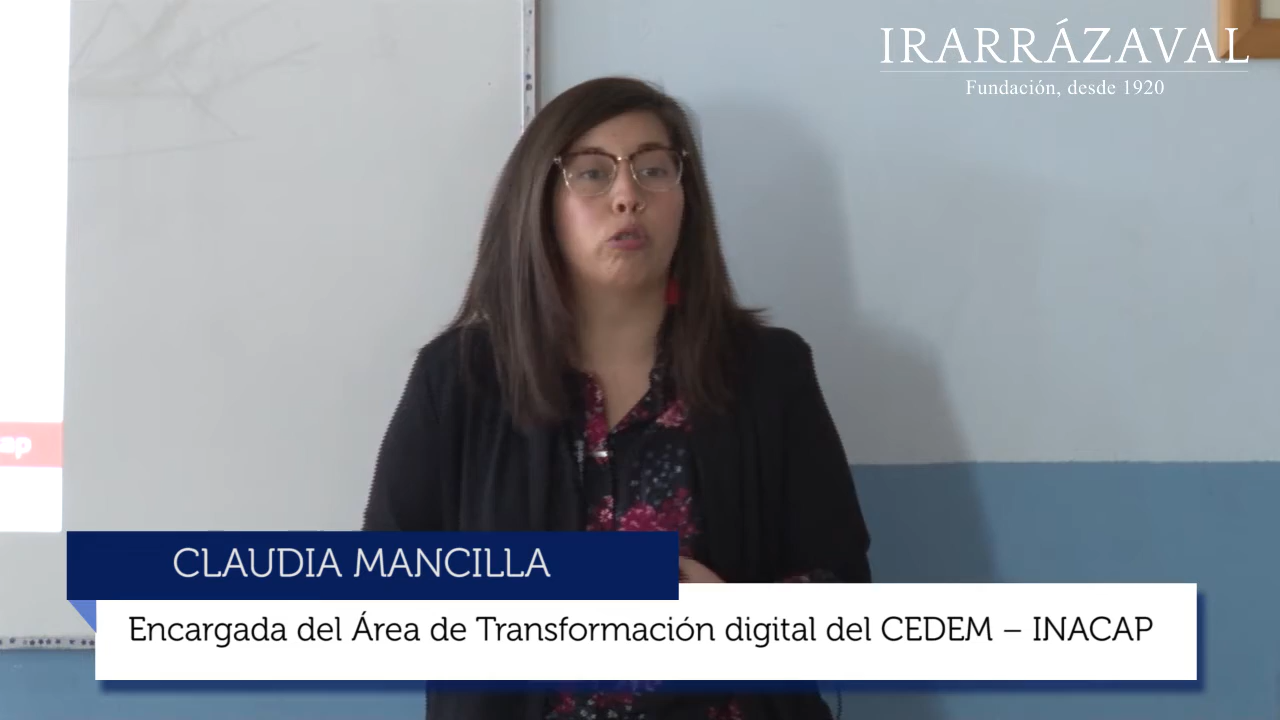 IRARRÁZAVAL
Fundación, desde 1920
CLAUDIA MANCILLA
Encargada del Área de Transformación digital del CEDEM – INACAP